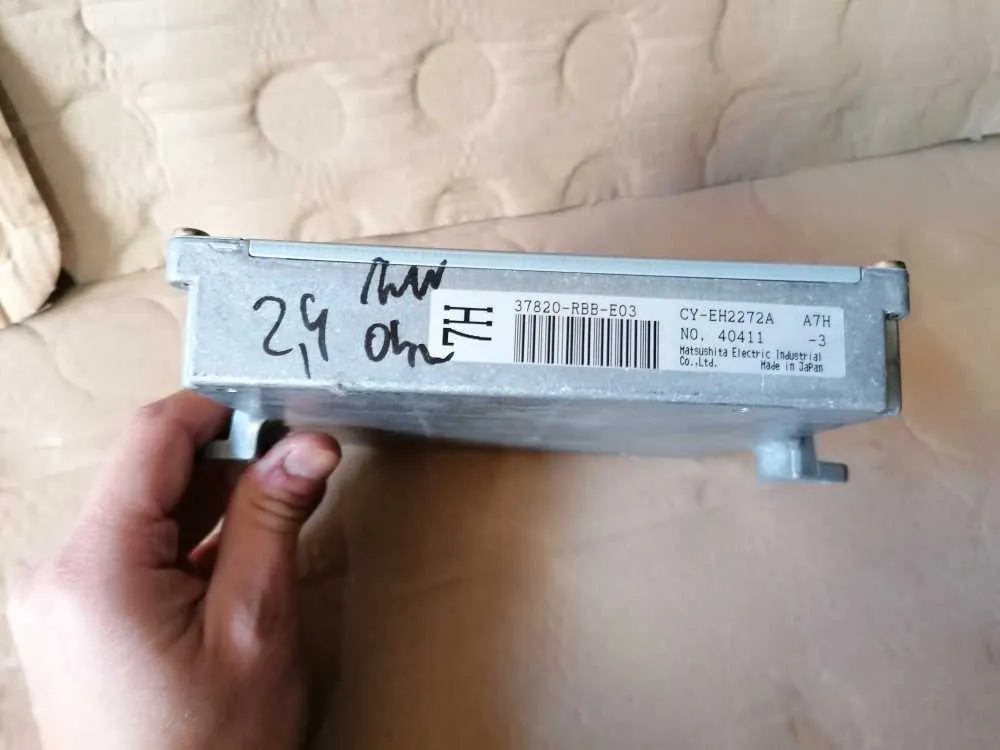 2,4
7H
37820-RBB-E03
CY-EH2272A A7H
NO. 40411 -3
Matsushita Electric Industrial
Co.,Ltd. Made in Japan